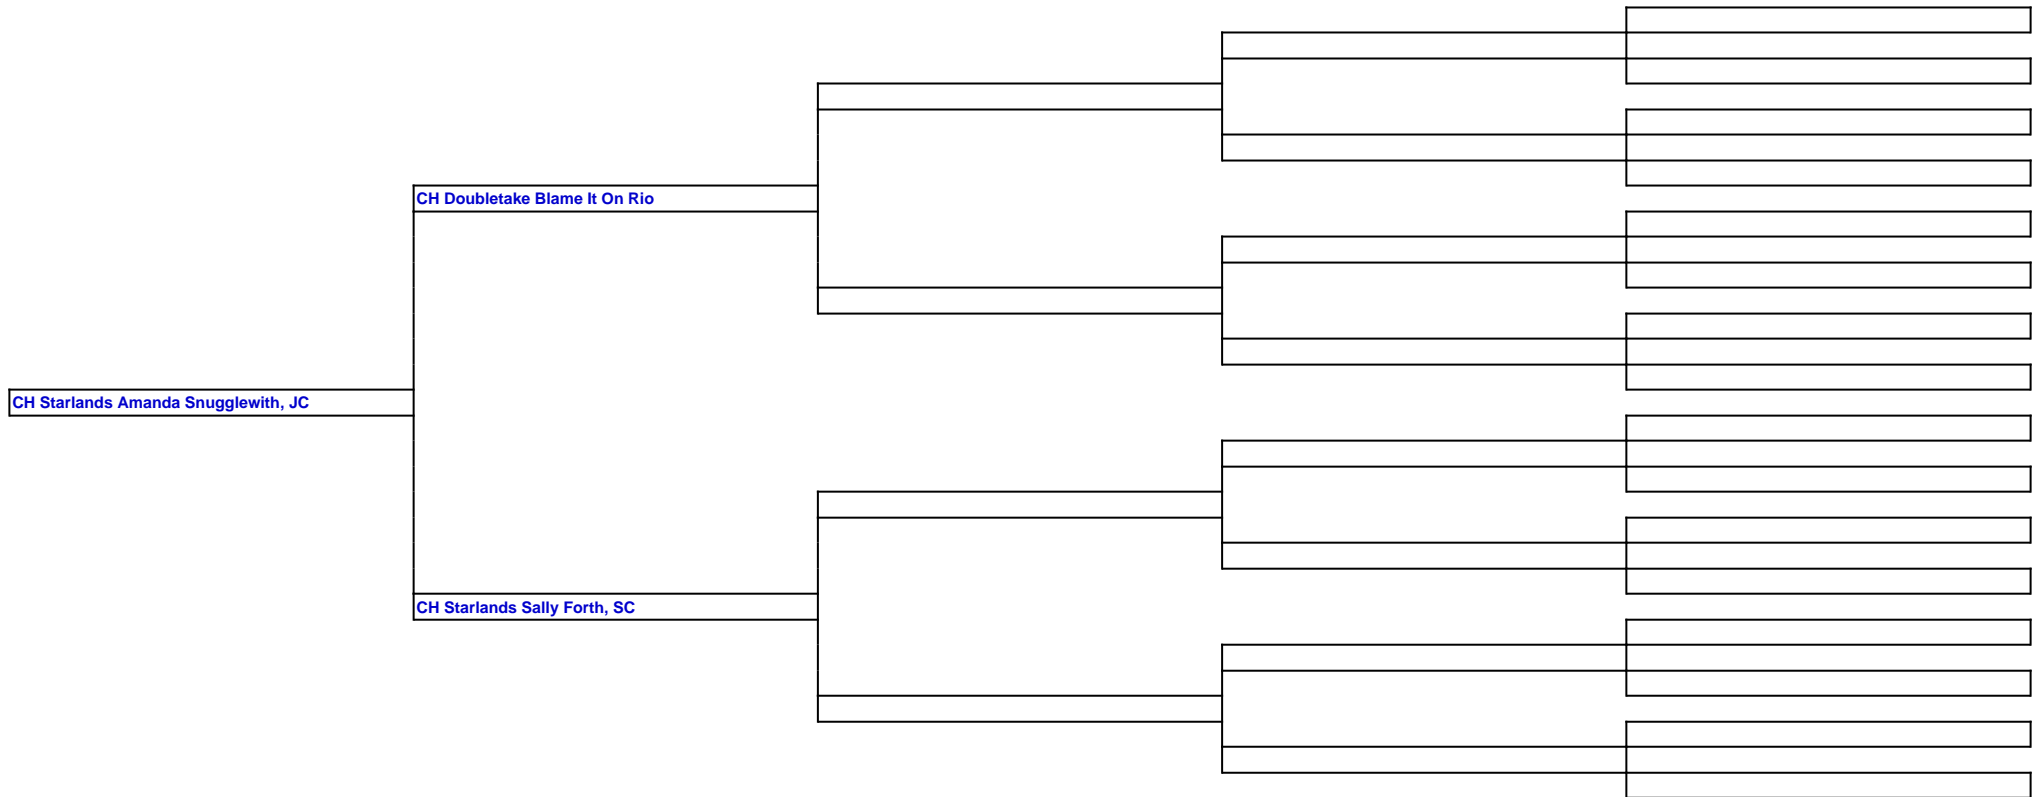 CH Doubletake Blame It On Rio
CH Starlands Amanda Snugglewith, JC
CH Starlands Sally Forth, SC